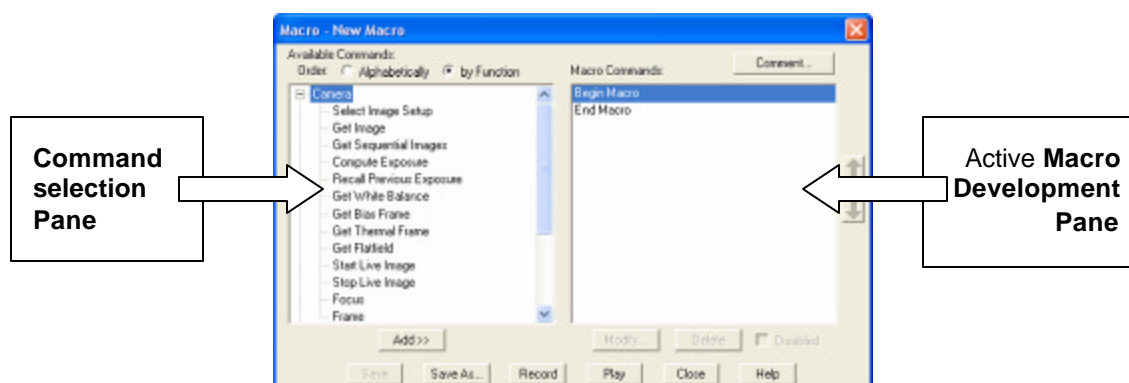 Macro - New Macro
Available Commands:
Order: Alphabetically by Function
Macro Commands:
Comment...
Camera
Select Image Setup
Get Image
Get Sequential Images
Compute Exposure
Recall Previous Exposure
Get White Balance
Get Bias Frame
Get Thermal Frame
Get Flatfield
Start Live Image
Stop Live Image
Focus
Frame
Begin Macro
End Macro
Command
selection
Pane
Active Macro
Development
Pane
Add >>
Modify...
Delete
Disabled
Save
Save As...
Record
Play
Close
Help